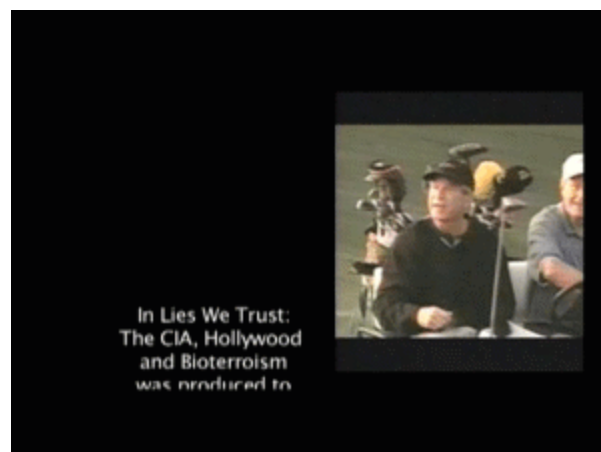 In Lies We Trust:
The CIA, Hollywood
and Bioterroism
was produced to